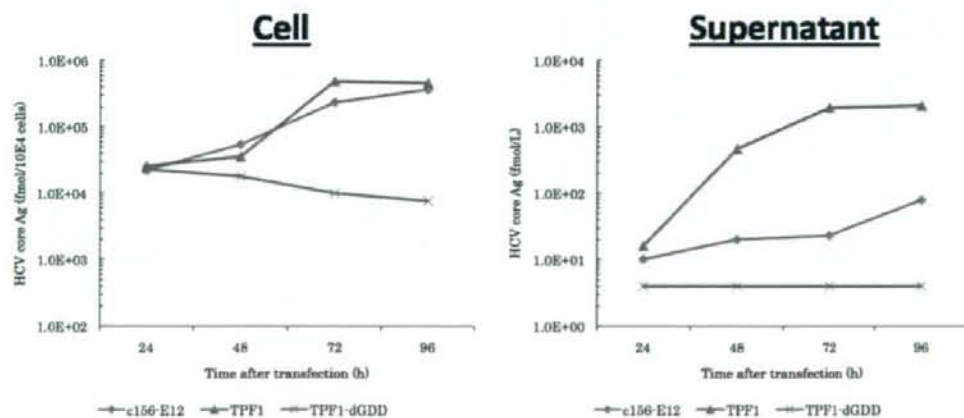 Cell
1.0E+06
1.0E+05
1.0E+04
1.0E+03
1.0E+02
HCV core Ag (fmol/10E4 cells)
24 48 72 96
Time after transfection (h)
c156-E12 TPF1 TPF1-dGDD
Supernatant
1.0E+04
1.0E+03
1.0E+02
1.0E+01
1.0E+00
HCV core Ag (fmol/L)
24 48 72 96
Time after transfection (h)
c156-E12 TPF1 TPF1-dGDD